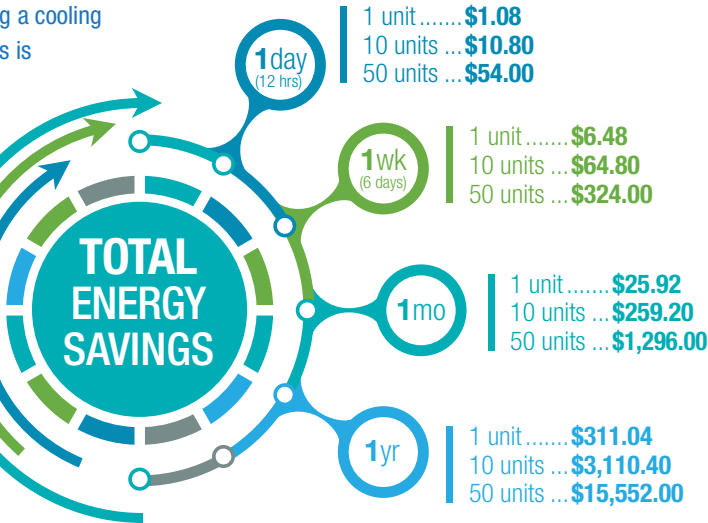 g a cooling
s is
1day
(12 hrs)
1 unit.......$1.08
10 units ...$10.80
50 units ...$54.00
1wk
(6 days)
1 unit.......$6.48
10 units ...$64.80
50 units ...$324.00
TOTAL
ENERGY
SAVINGS
1mo
1 unit.......$25.92
10 units ...$259.20
50 units ...$1,296.00
1yr
1 unit.......$311.04
10 units ...$3,110.40
50 units ...$15,552.00